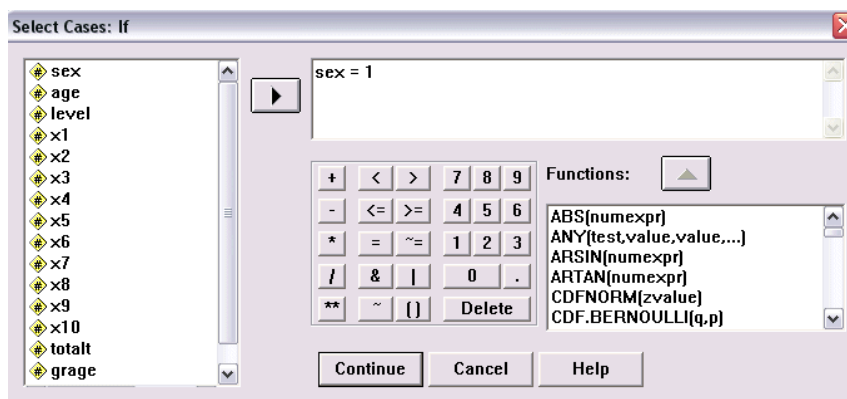 Select Cases: If
sex
age
level
x1
x2
x3
x4
x5
x6
x7
x8
x9
x10
totalt
grage
sex = 1
+ < > 7 8 9
- <= >= 4 5 6
* = ~= 1 2 3
/ & | 0 .
** ~ () Delete
Functions:
ABS(numexpr)
ANY(test,value,value,...)
ARSIN(numexpr)
ARTAN(numexpr)
CDFNORM(zvalue)
CDF.BERNOULLI(q,p)
Continue Cancel Help